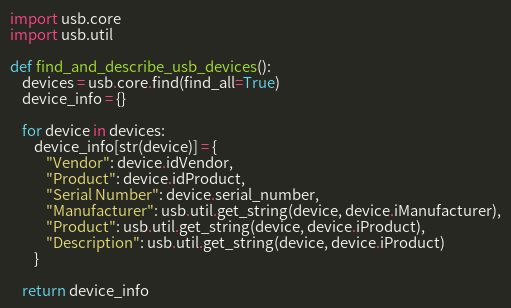 import usb.core
import usb.util

def find_and_describe_usb_devices():
    devices = usb.core.find(find_all=True)
    device_info = {}

    for device in devices:
        device_info[str(device)] = {
            "Vendor": device.idVendor,
            "Product": device.idProduct,
            "Serial Number": device.serial_number,
            "Manufacturer": usb.util.get_string(device, device.iManufacturer),
            "Product": usb.util.get_string(device, device.iProduct),
            "Description": usb.util.get_string(device, device.iProduct)
        }

    return device_info